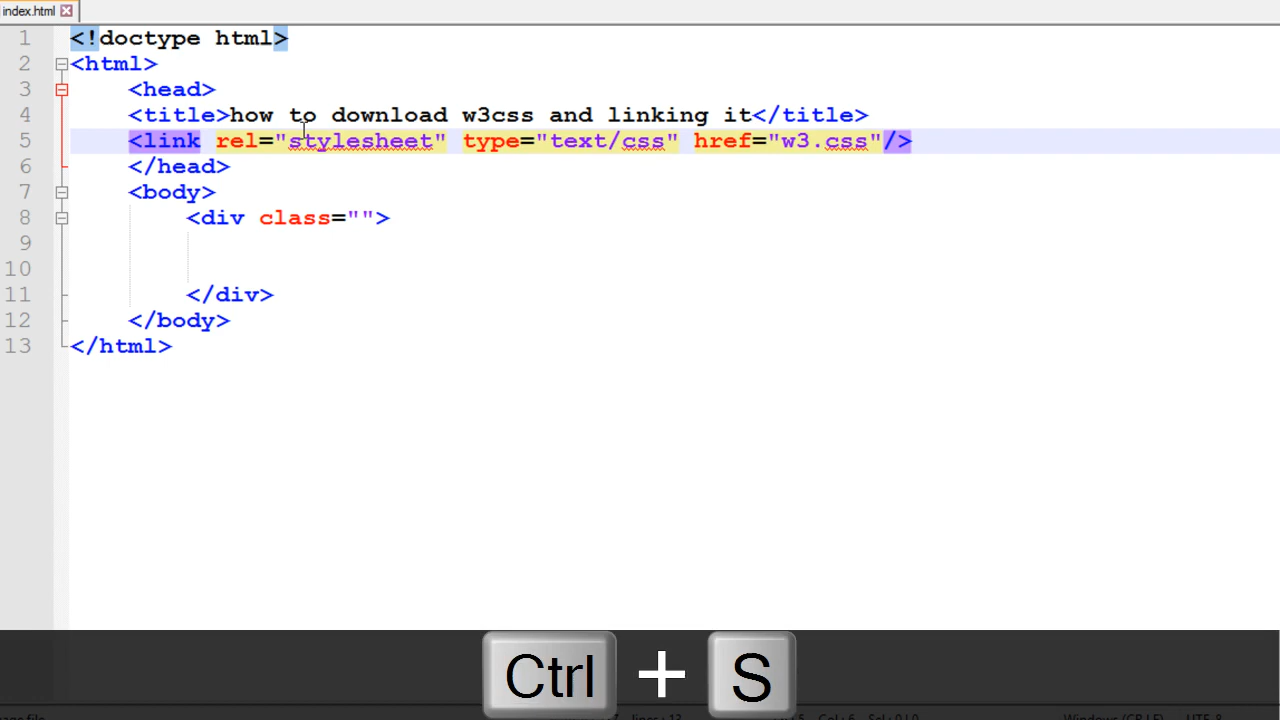 index.html
1 <!doctype html>
2 <html>
3 <head>
4 <title>how to download w3css and linking it</title>
5 <link rel="stylesheet" type="text/css" href="w3.css"/>
6 </head>
7 <body>
8 <div class="">
9
10
11 </div>
12 </body>
13 </html>
Ctrl + S